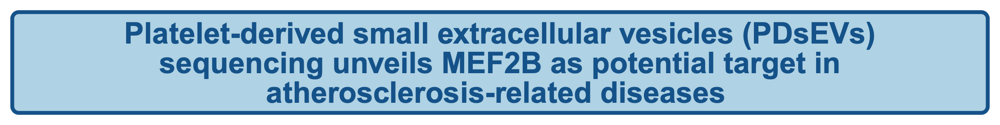 Platelet-derived small extracellular vesicles (PDsEVs)
sequencing unveils MEF2B as potential target in
atherosclerosis-related diseases